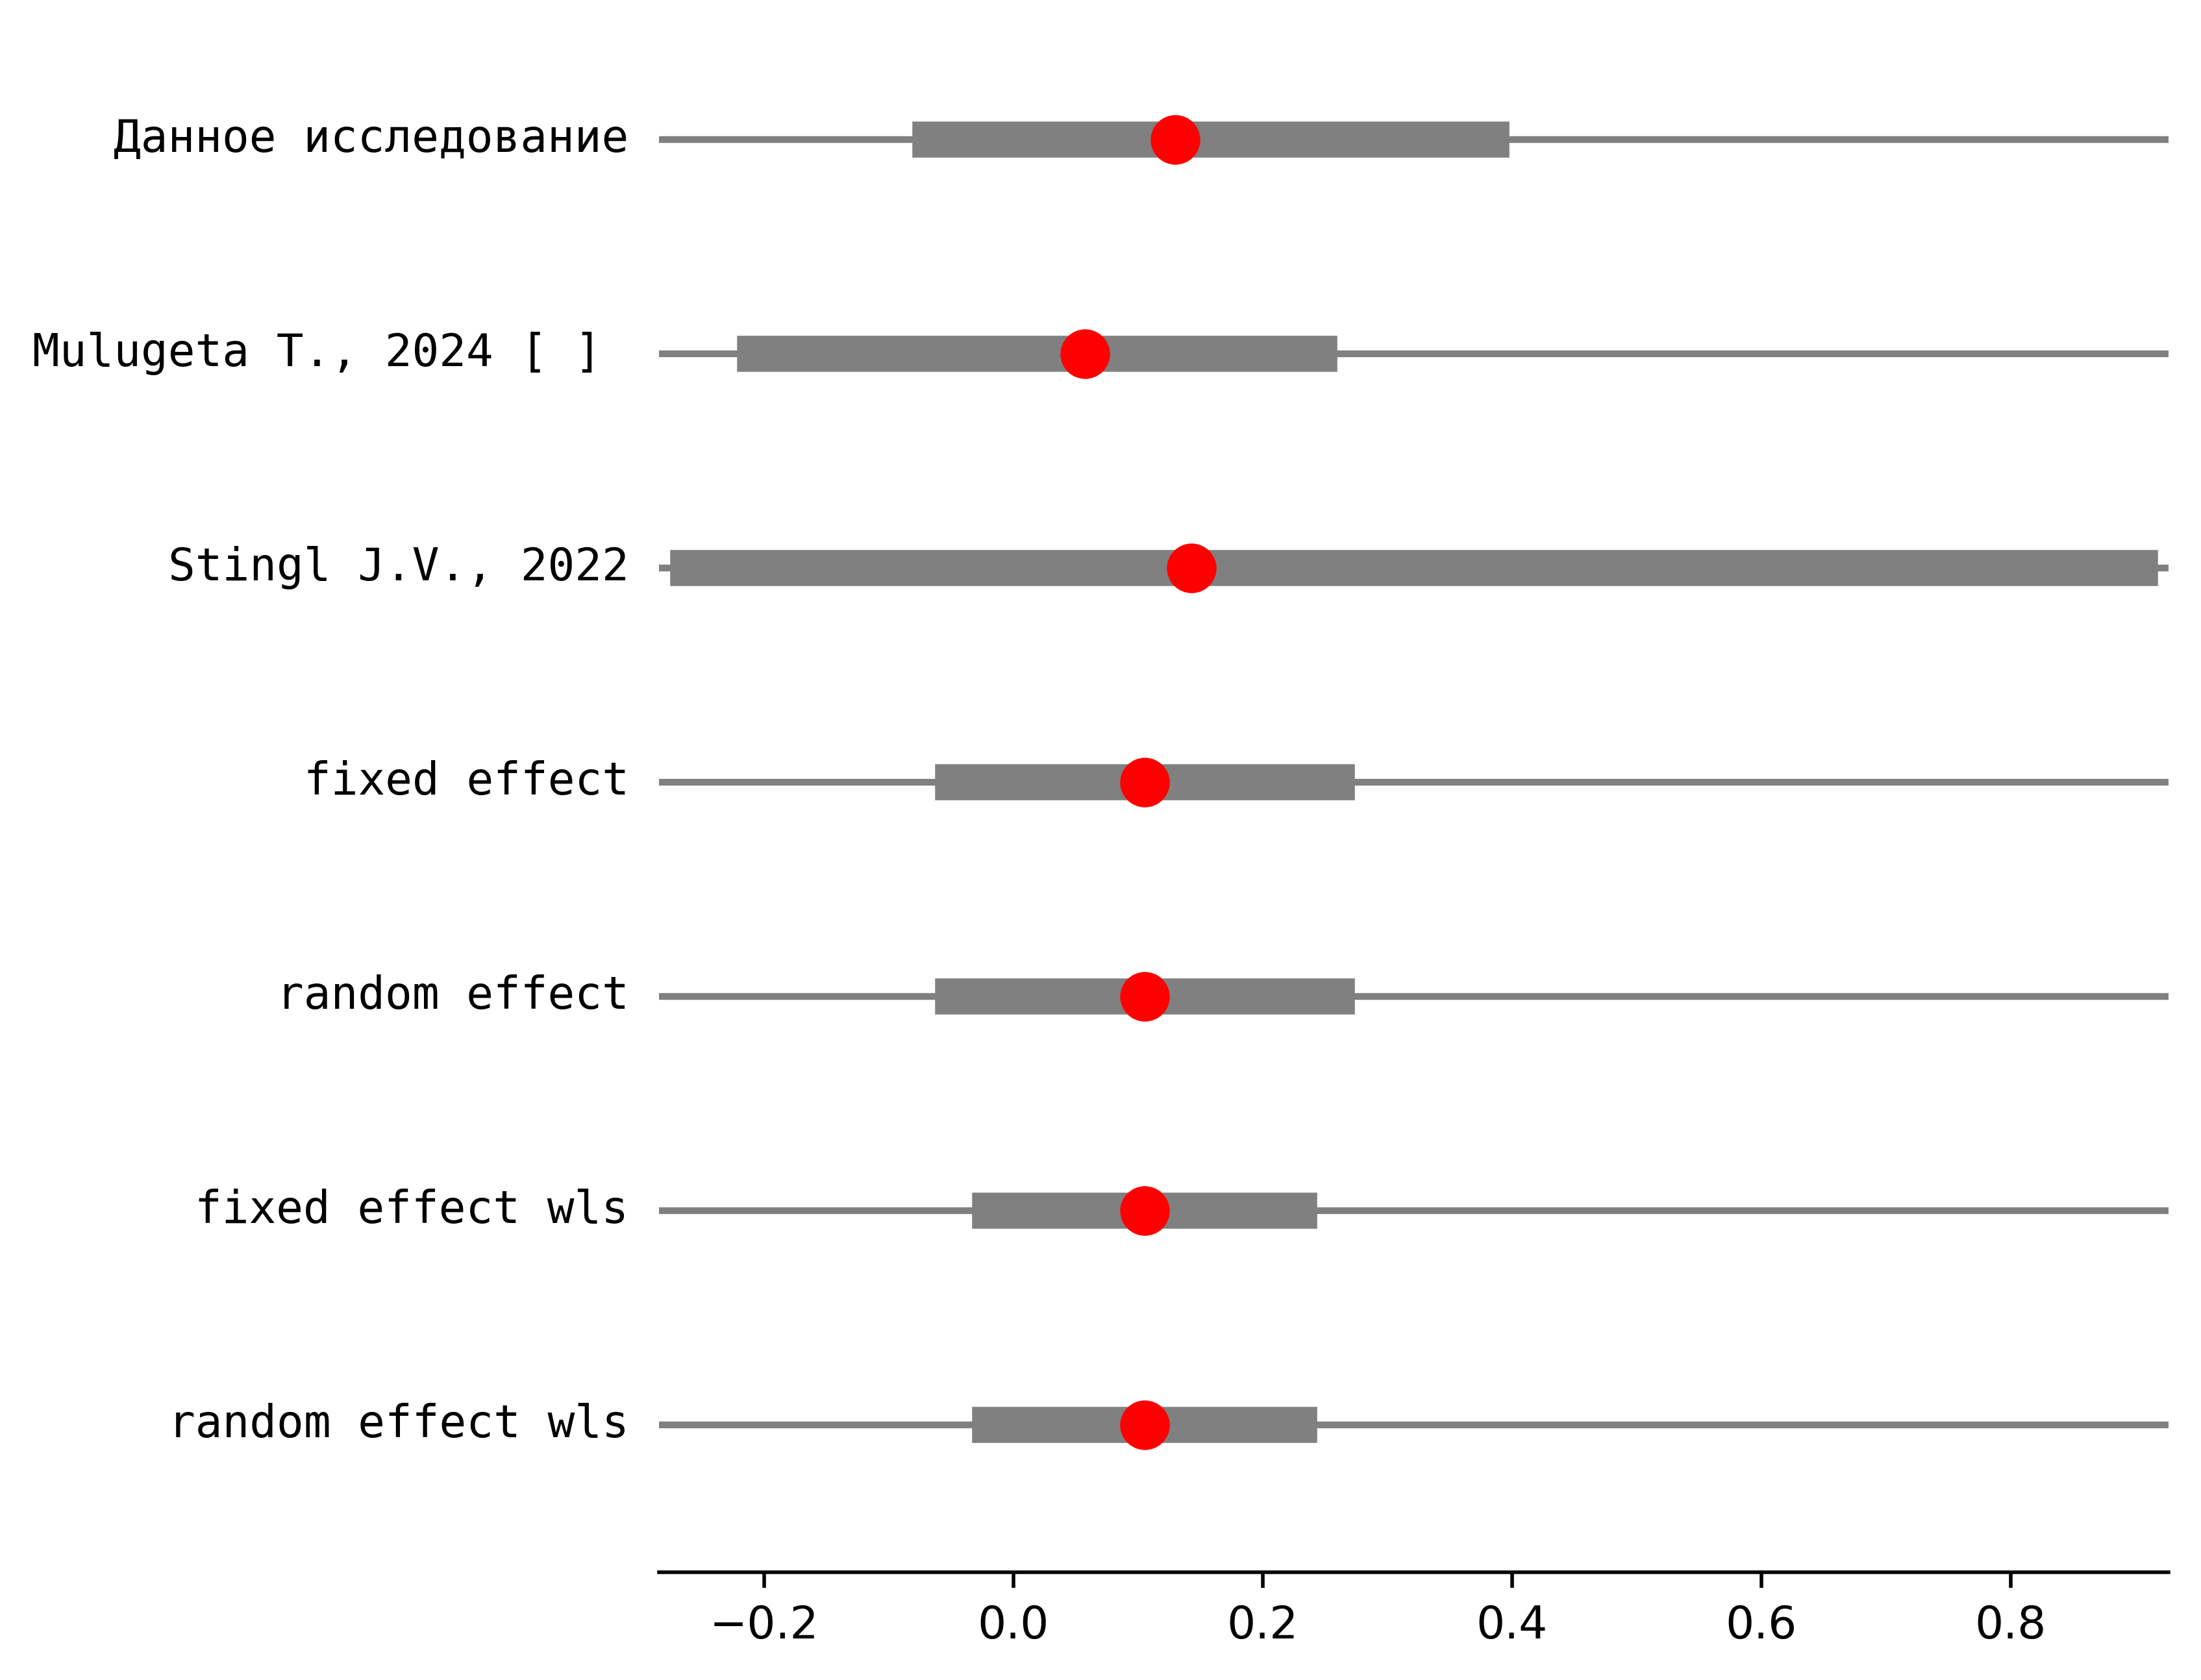 Данное исследование
Mulugeta T., 2024 [ ]
Stingl J.V., 2022
fixed effect
random effect
fixed effect wls
random effect wls
−0.2 0.0 0.2 0.4 0.6 0.8